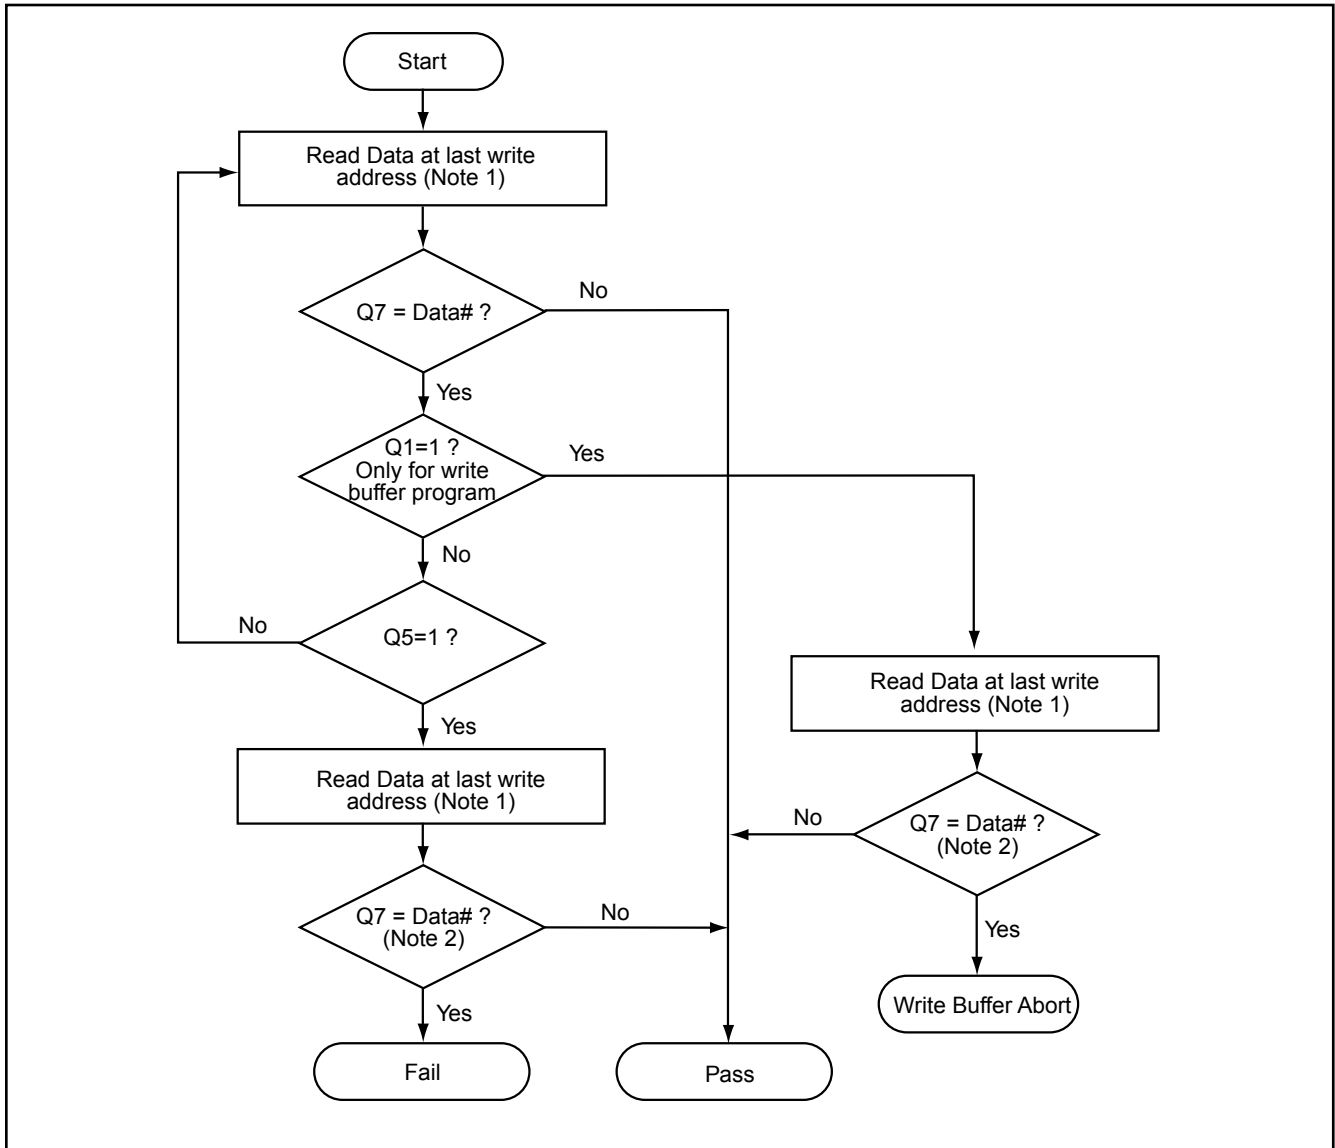 Start
Read Data at last write
address (Note 1)
Q7 = Data# ?
No
Yes
Q1=1 ?
Only for write
buffer program
Yes
No
Q5=1 ?
No
Yes
Read Data at last write
address (Note 1)
Read Data at last write
address (Note 1)
Q7 = Data# ?
(Note 2)
No
Yes
Q7 = Data# ?
(Note 2)
No
Yes
Write Buffer Abort
Fail
Pass